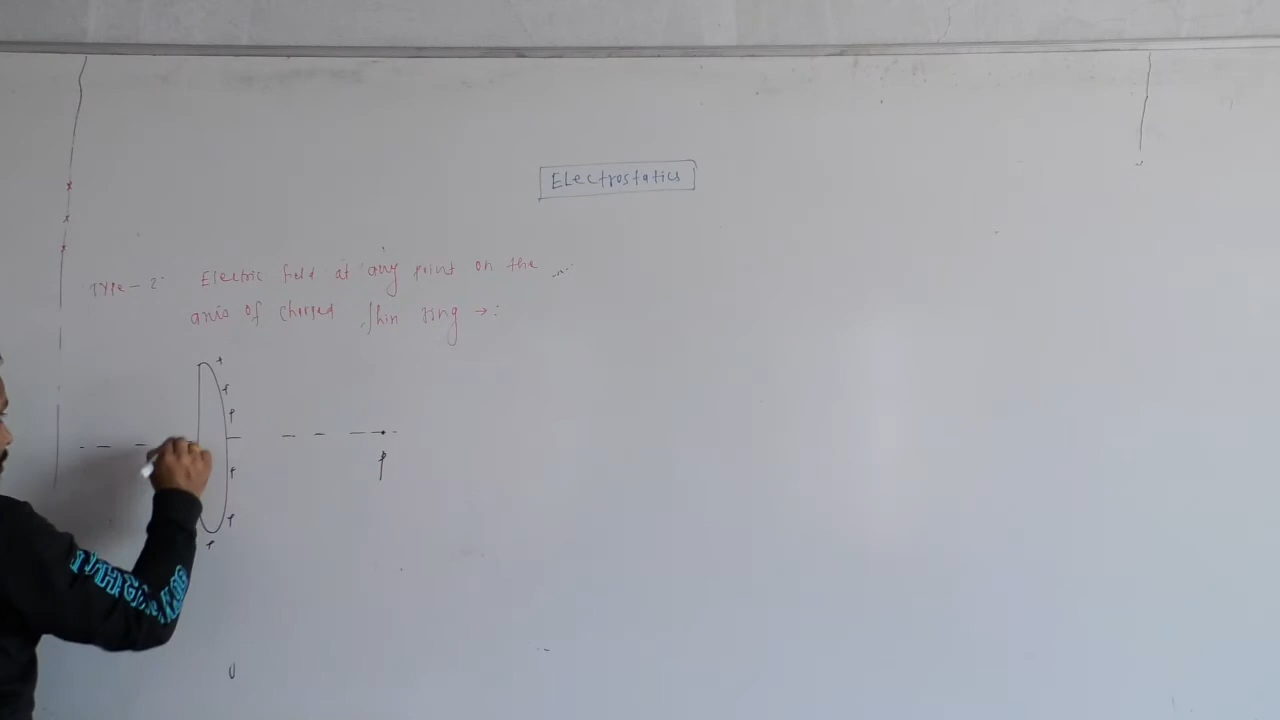 Electrostatics
TYPE-2: Electric field at any point on the
axis of charged thin ring →:
+
+
+
+
+
+
P